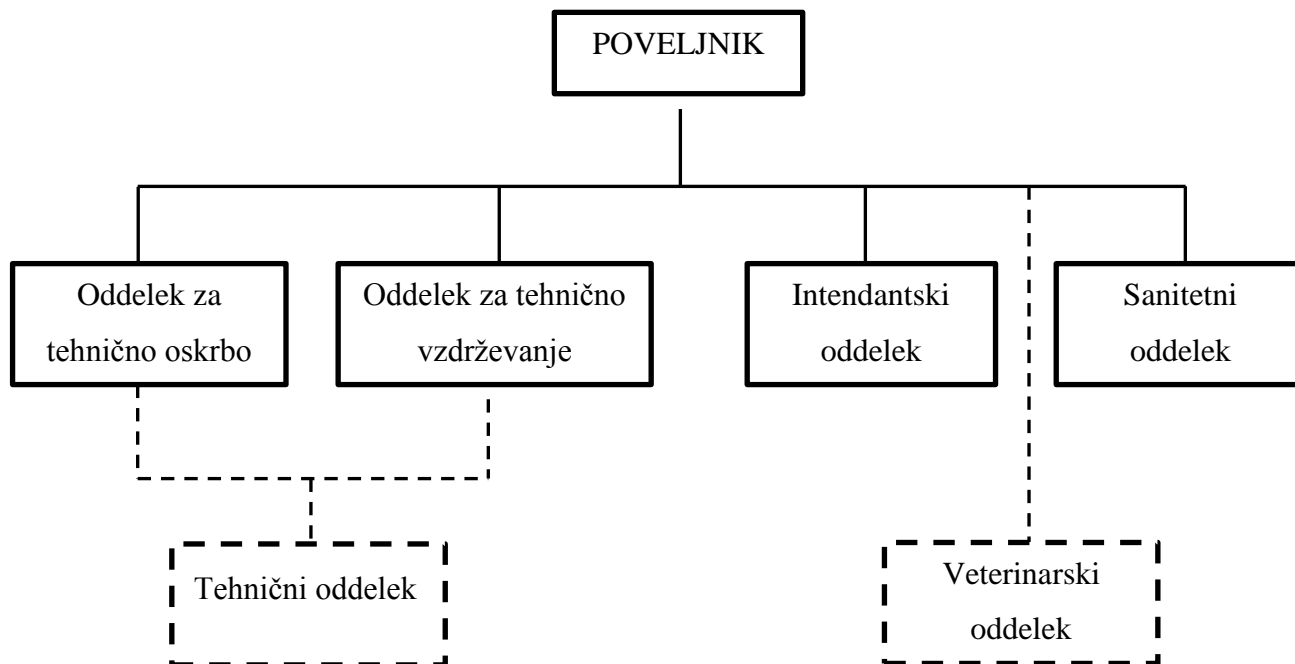 POVELJNIK
Oddelek za
tehnično oskrbo
Oddelek za tehnično
vzdrževanje
Intendantski
oddelek
Sanitetni
oddelek
Tehnični oddelek
Veterinarski
oddelek